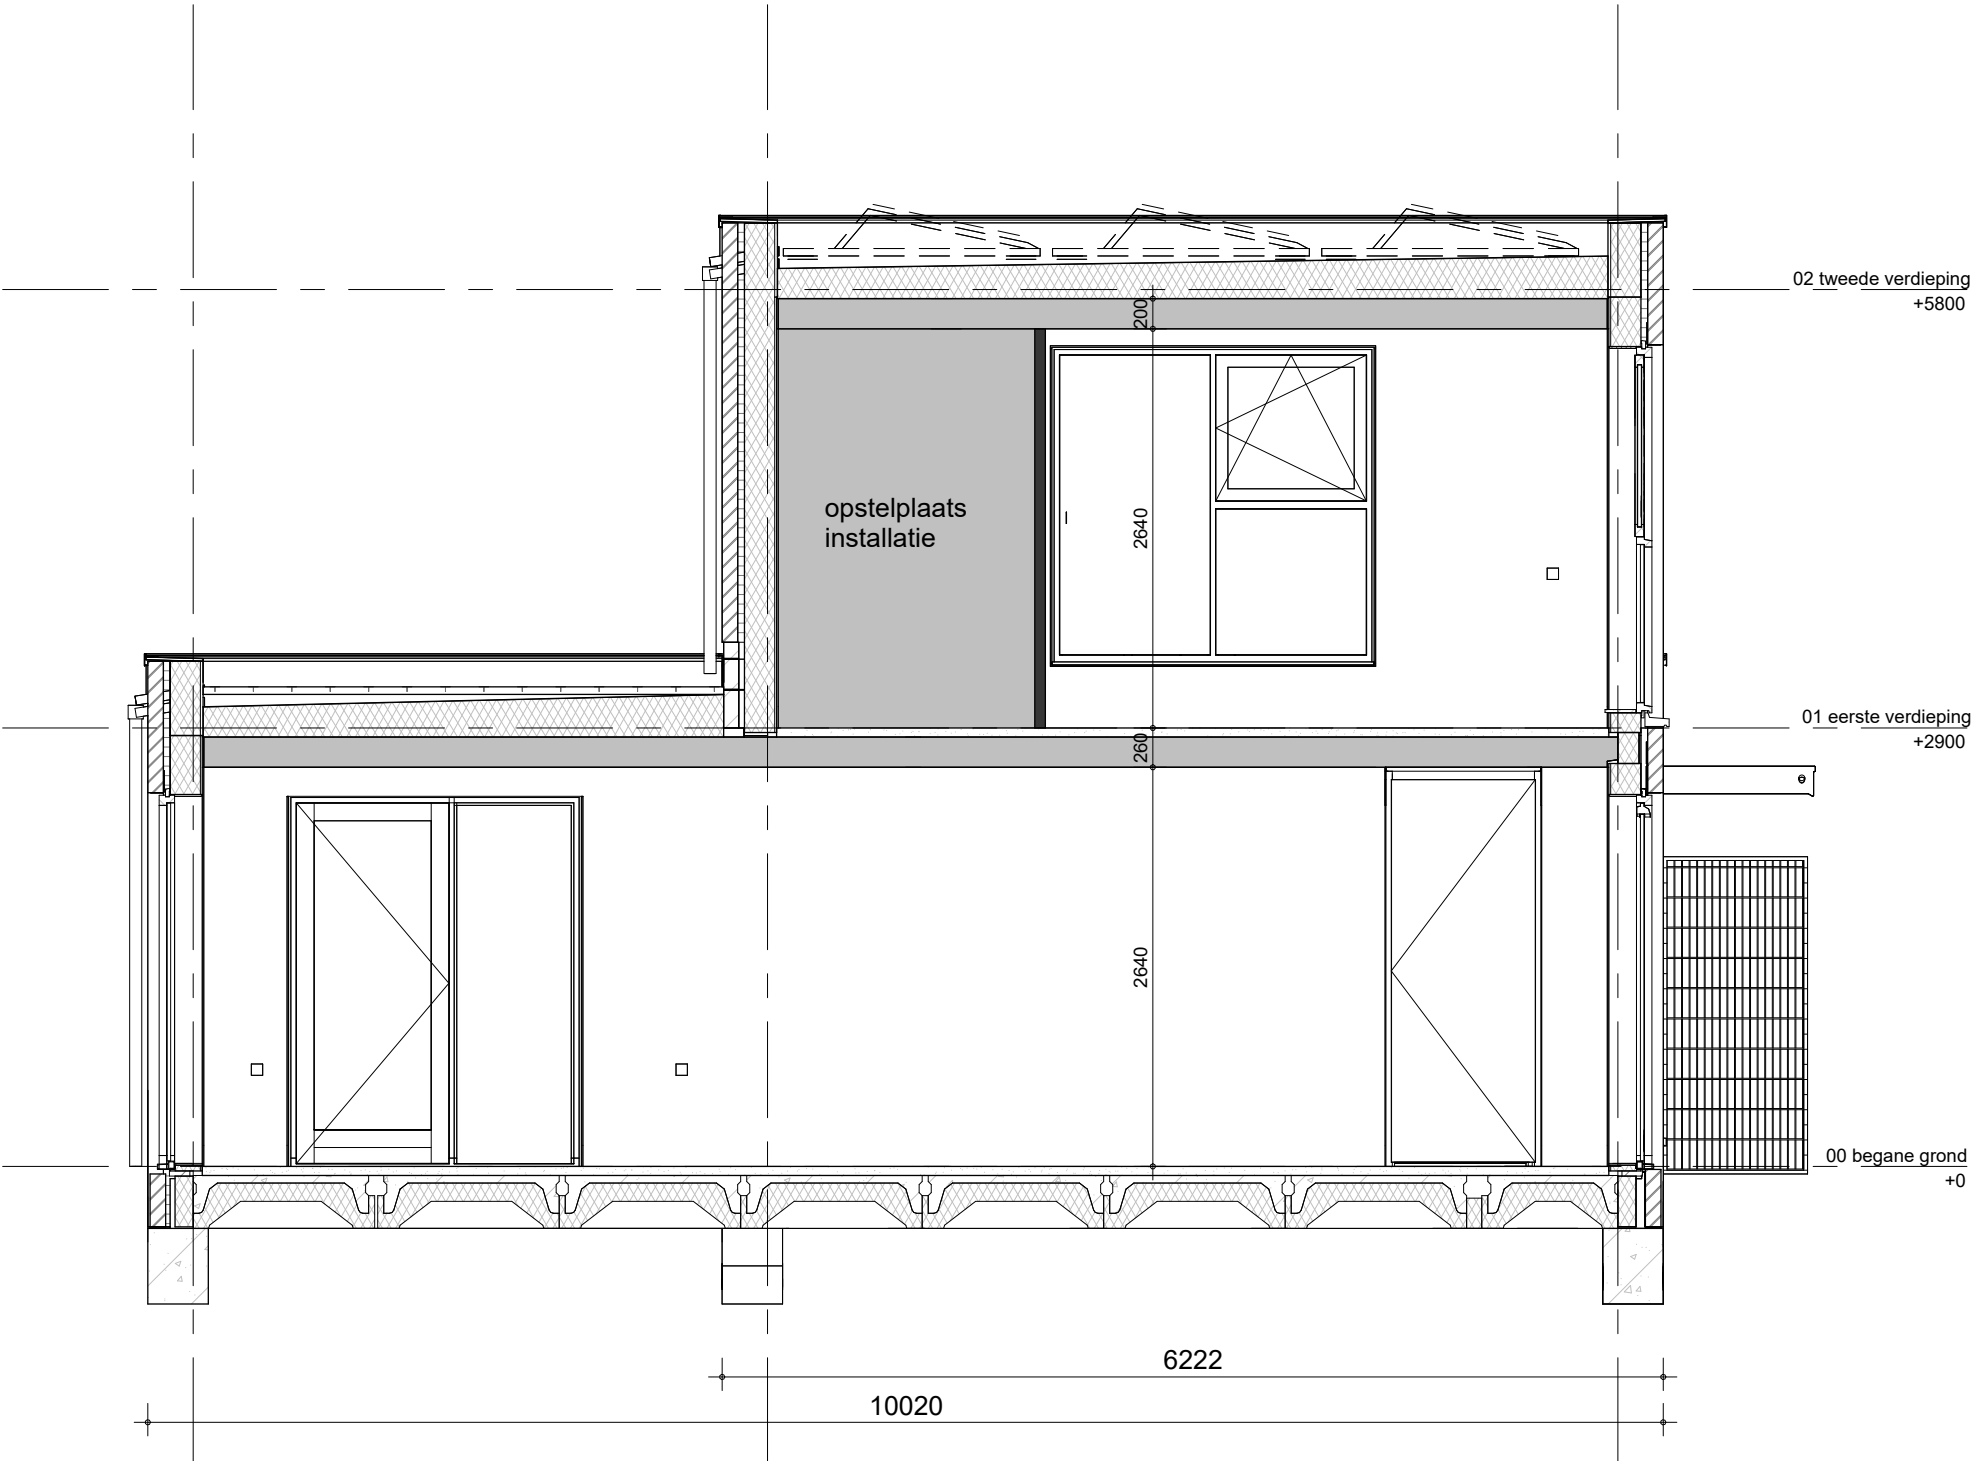 02 tweede verdieping
+5800
200
opstelplaats
installatie
2640
01 eerste verdieping
+2900
260
2640
00 begane grond
+0
6222
10020